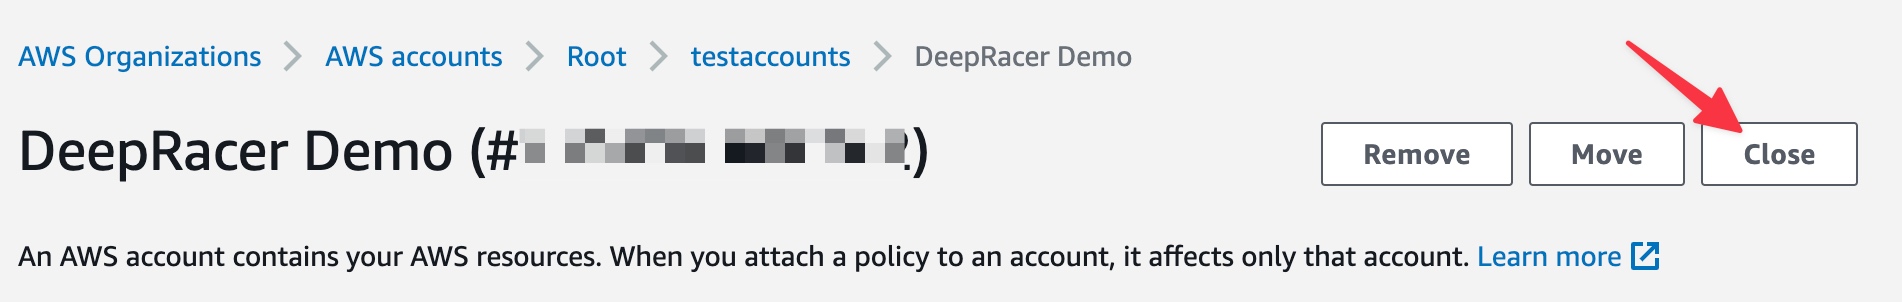 AWS Organizations > AWS accounts > Root > testaccounts > DeepRacer Demo
DeepRacer Demo (# )
Remove Move Close
An AWS account contains your AWS resources. When you attach a policy to an account, it affects only that account. Learn more